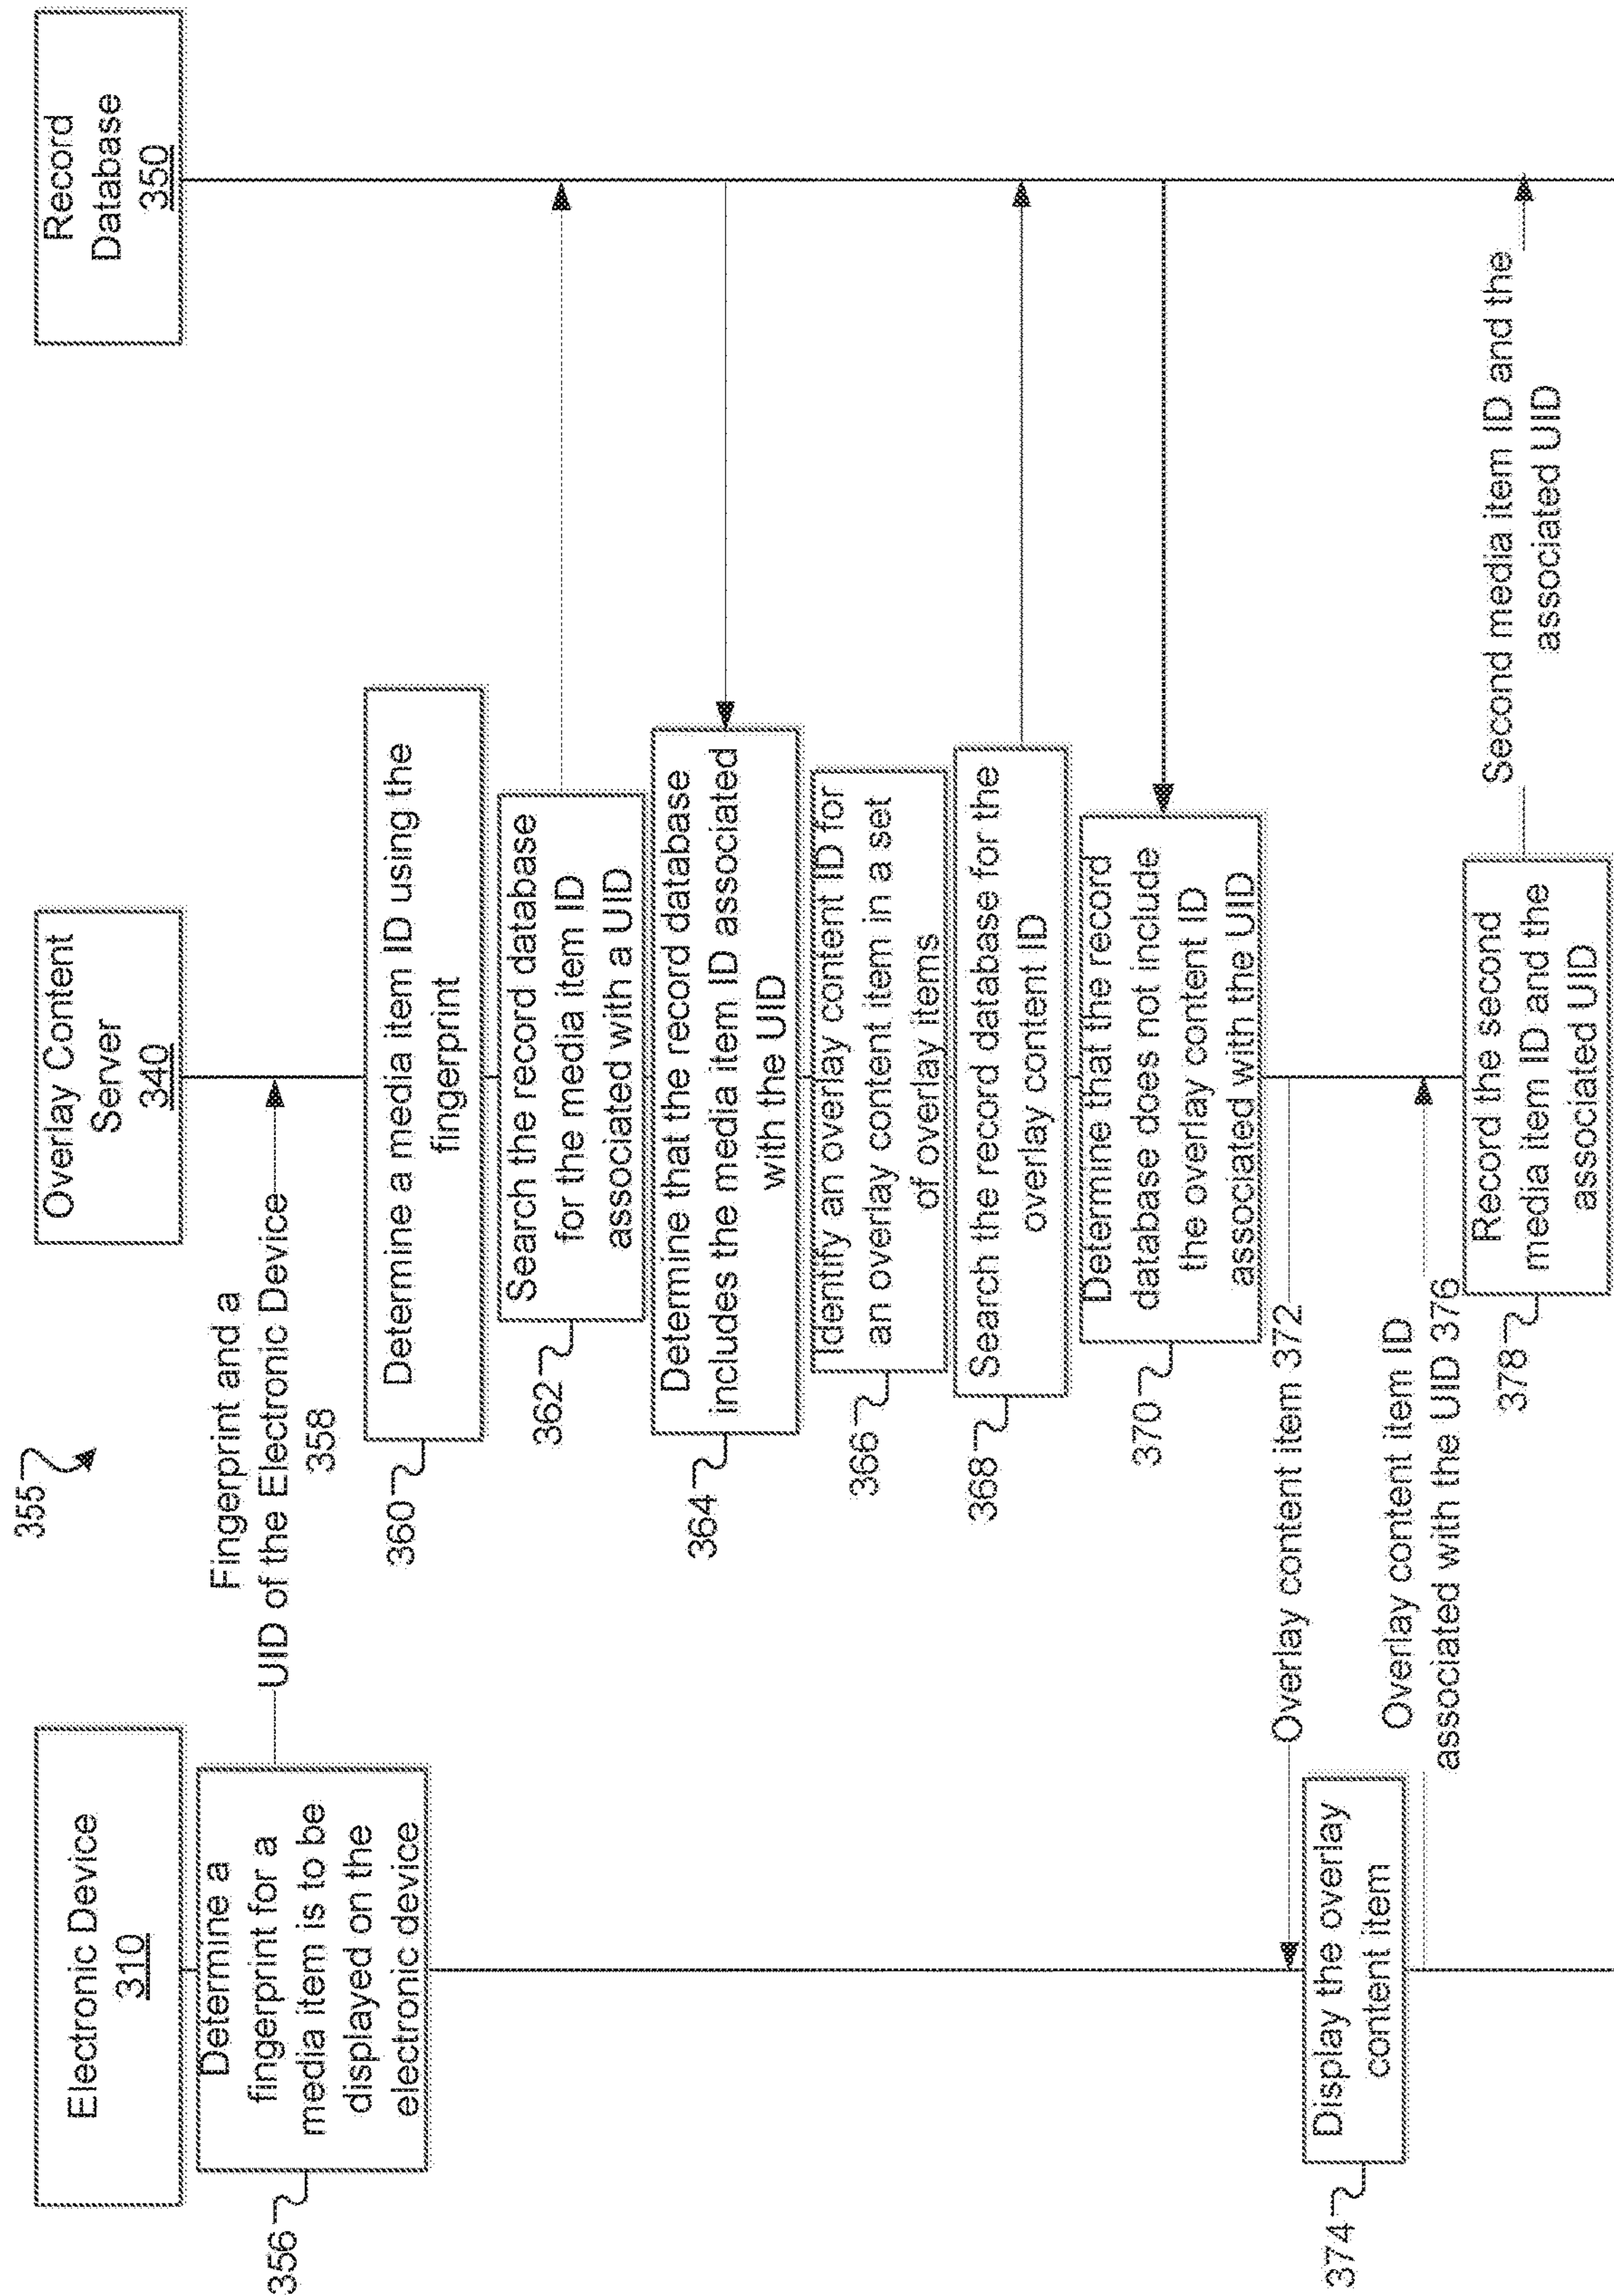 355
Electronic Device
310
Overlay Content
Server
340
Record
Database
350
356
Determine a
fingerprint for a
media item is to be
displayed on the
electronic device
Fingerprint and a
UID of the Electronic Device
358
360
Determine a media item ID using the
fingerprint
362
Search the record database
for the media item ID
associated with a UID
364
Determine that the record database
includes the media item ID associated
with the UID
366
Identify an overlay content ID for
an overlay content item in a set
of overlay items
368
Search the record database for the
overlay content ID
370
Determine that the record
database does not include
the overlay content ID
associated with the UID
Overlay content item 372
374
Display the overlay
content item
Overlay content item ID
associated with the UID 376
378
Record the second
media item ID and the
associated UID
Second media item ID and the
associated UID